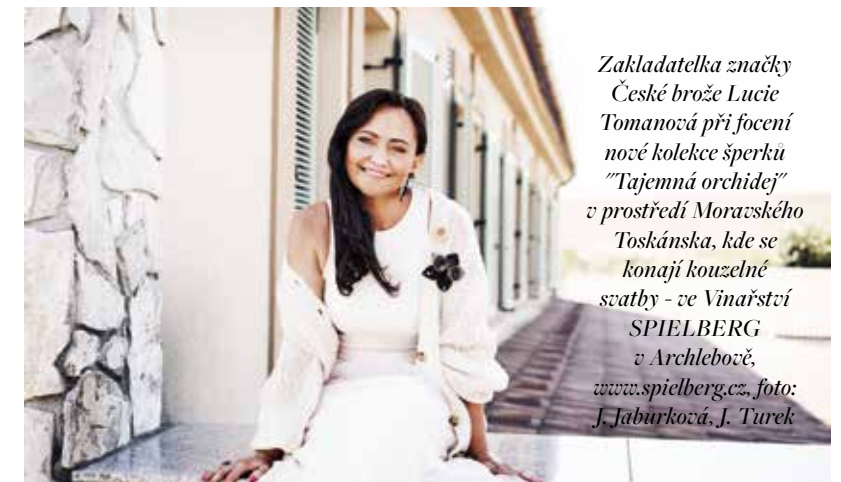 Zakladatelka značky
České brože Lucie
Tomanová při focení
nové kolekce šperků
"Tajemná orchidej"
v prostředí Moravského
Toskánska, kde se
konají kouzelné
svatby - ve Vinařství
SPIELBERG
v Archlebově,
www.spielberg.cz, foto:
J. Jabůrková, J. Turek